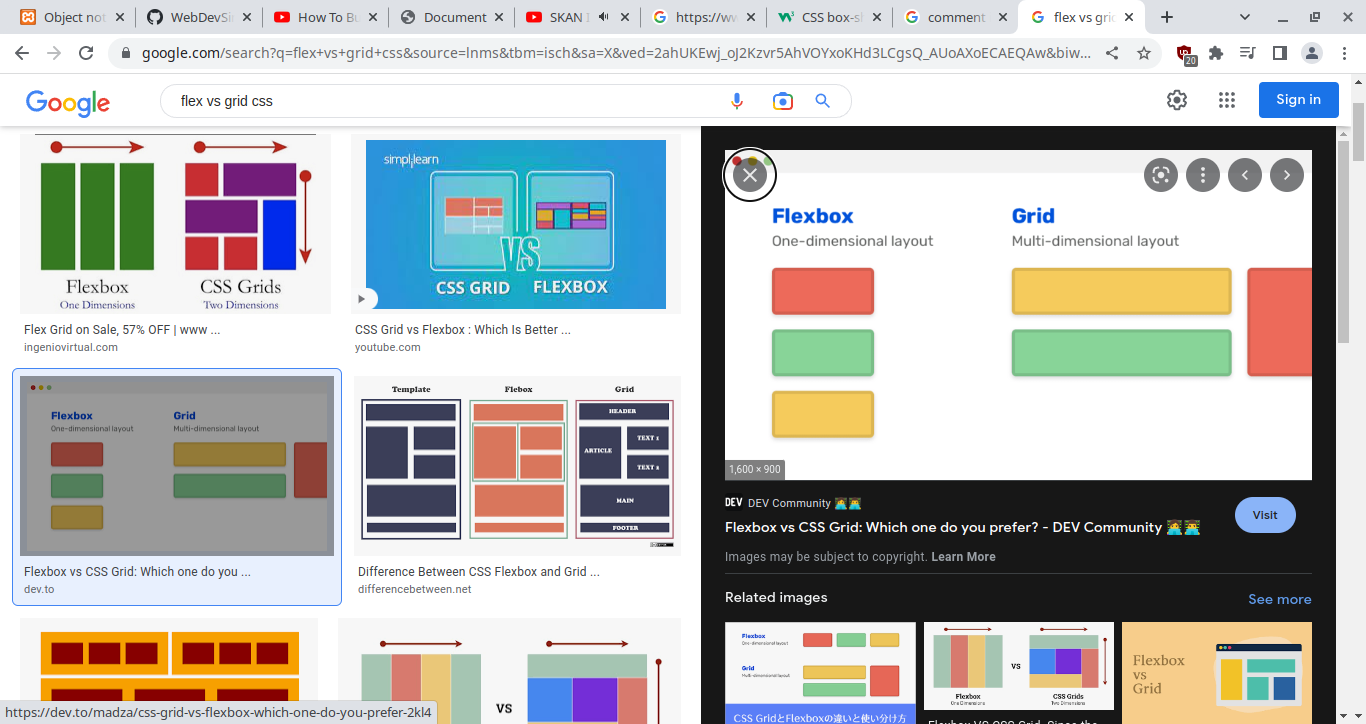 Object not
WebDevSi
How To Bu
Document
SKAN I
https://ww
CSS box-sh
comment
flex vs gric
google.com/search?q=flex+vs+grid+css&source=lnms&tbm=isch&sa=X&ved=2ahUKEwj_oJ2Kzvr5AhVOYxoKHd3LCgsQ_AUoAXoECAEQAw&biw...
20
Google
flex vs grid css
Sign in
Flexbox
One Dimensions
CSS Grids
Two Dimensions
Flex Grid on Sale, 57% OFF | www ...
ingeniovirtual.com
simplilearn
VS
CSS GRID
FLEXBOX
CSS Grid vs Flexbox : Which Is Better ...
youtube.com
Flexbox
One-dimensional layout
Grid
Multi-dimensional layout
Flexbox vs CSS Grid: Which one do you ...
dev.to
Template
Flebox
Grid
HEADER
ARTICLE
TEXT 1
TEXT 2
MAIN
FOOTER
Difference Between CSS Flexbox and Grid ...
differencebetween.net
VS
https://dev.to/madza/css-grid-vs-flexbox-which-one-do-you-prefer-2kl4
Flexbox
One-dimensional layout
Grid
Multi-dimensional layout
1,600 × 900
DEV DEV Community 👩‍💻👨‍💻
Flexbox vs CSS Grid: Which one do you prefer? - DEV Community 👩‍💻👨‍💻
Visit
Images may be subject to copyright. Learn More
Related images
See more
Flexbox
One-dimensional layout
Grid
Multi-dimensional layout
CSS GridとFlexboxの違いと使い分け方
VS
Flexbox
One Dimensions
CSS Grids
Two Dimensions
Flexbox VS CSS Grid. Since the
Flexbox
vs
Grid